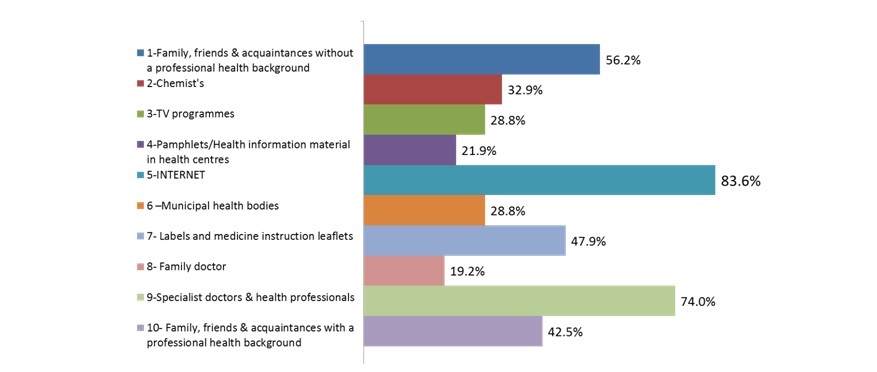 1-Family, friends & acquaintances without
a professional health background
56.2%
2-Chemist's
32.9%
3-TV programmes
28.8%
4-Pamphlets/Health information material
in health centres
21.9%
5-INTERNET
83.6%
6 –Municipal health bodies
28.8%
7- Labels and medicine instruction leaflets
47.9%
8- Family doctor
19.2%
9-Specialist doctors & health professionals
74.0%
10- Family, friends & acquaintances with a
professional health background
42.5%